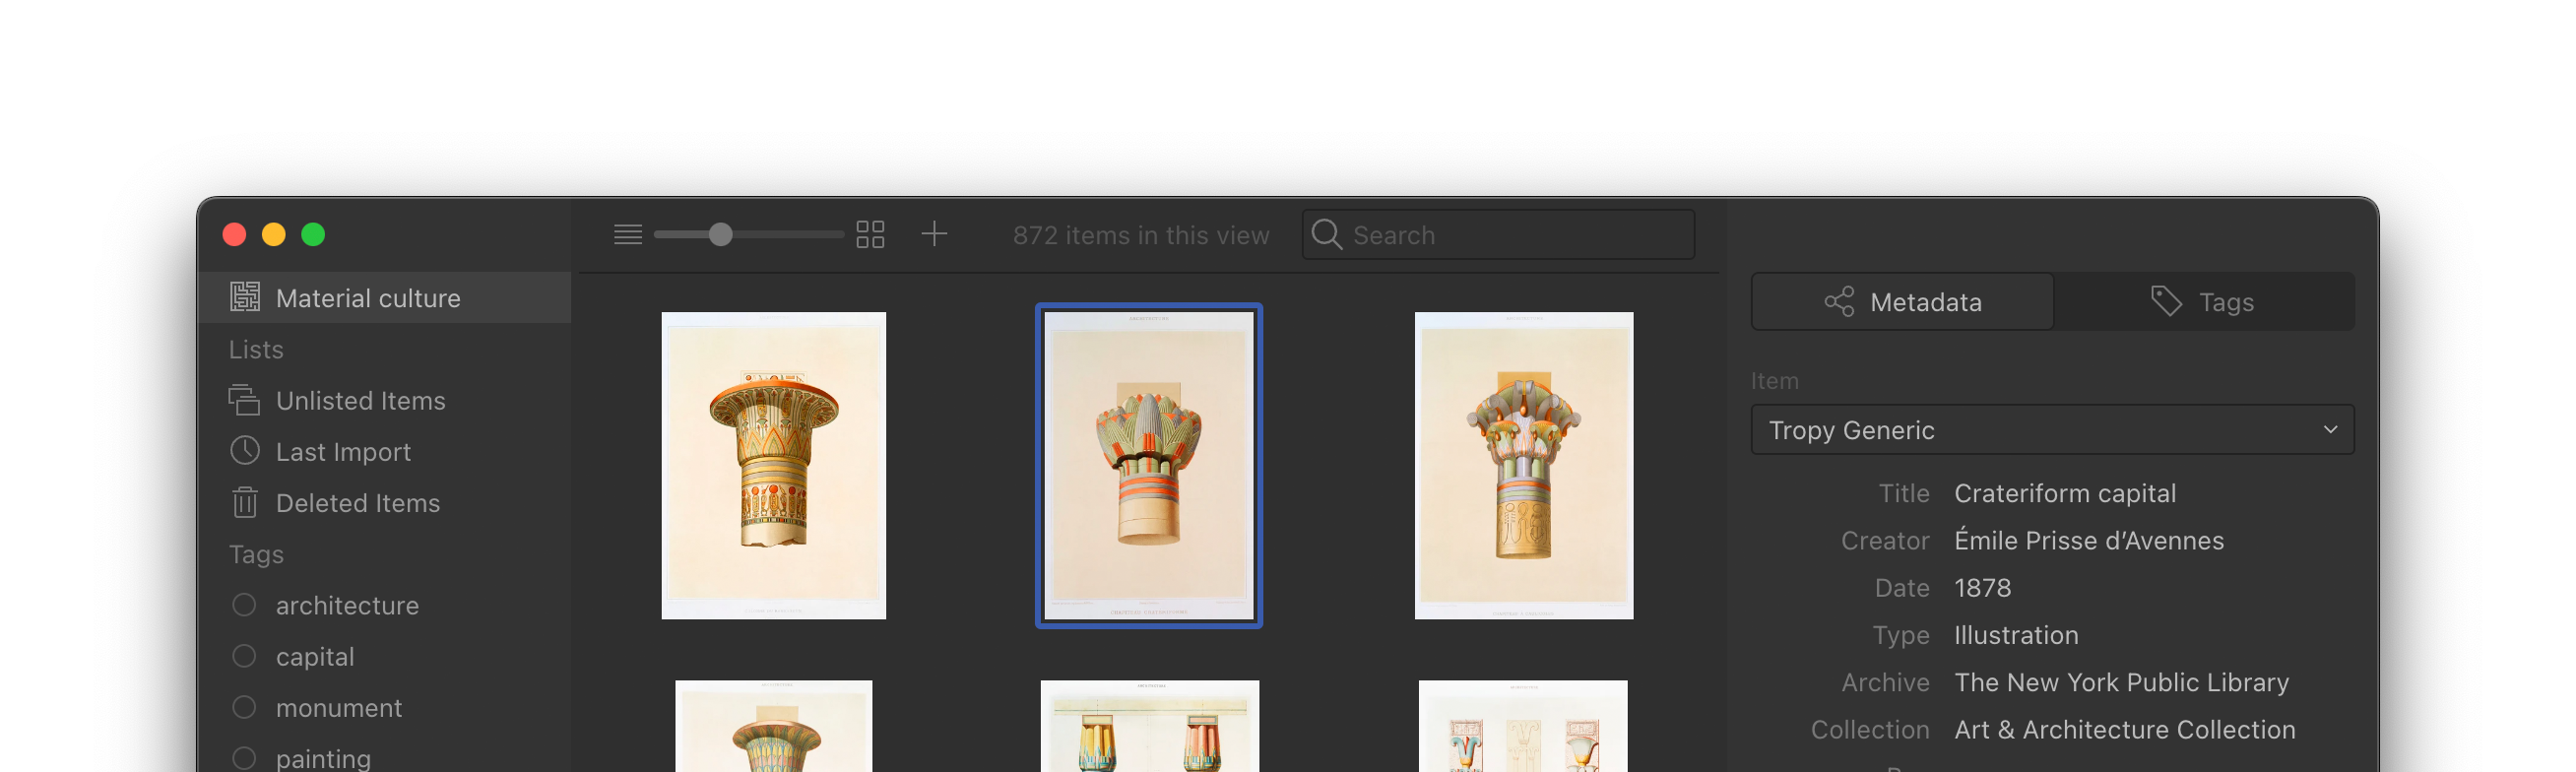 872 items in this view
Search
Material culture
Lists
Unlisted Items
Last Import
Deleted Items
Tags
architecture
capital
monument
painting
Metadata
Tags
Item
Tropy Generic
Title Crateriform capital
Creator Émile Prisse d’Avennes
Date 1878
Type Illustration
Archive The New York Public Library
Collection Art & Architecture Collection